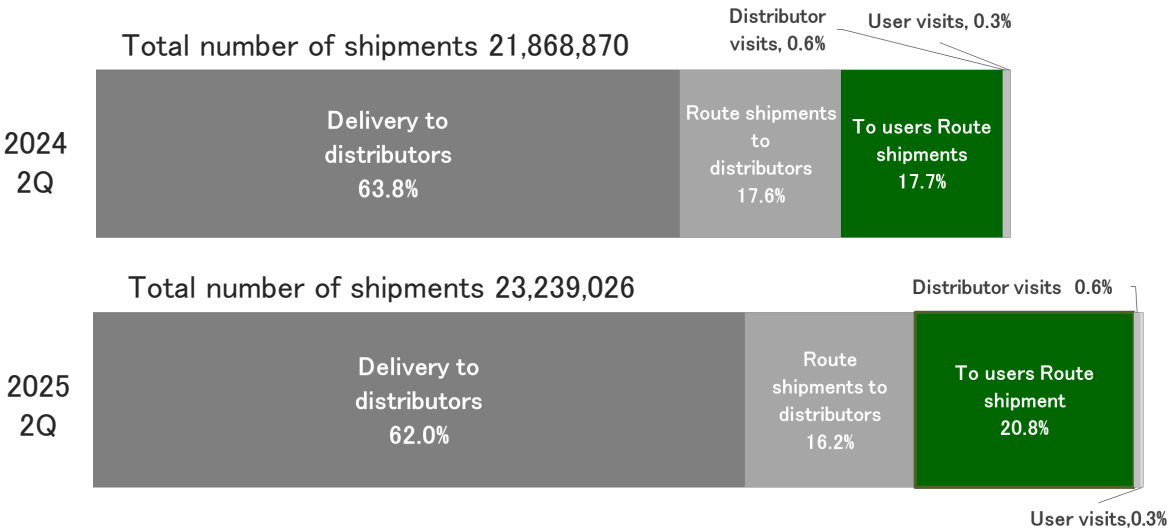 Distributor
visits, 0.6%
User visits, 0.3%
Total number of shipments 21,868,870
2024
2Q
Delivery to
distributors
63.8%
Route shipments
to
distributors
17.6%
To users Route
shipments
17.7%
Total number of shipments 23,239,026
Distributor visits 0.6%
2025
2Q
Delivery to
distributors
62.0%
Route
shipments to
distributors
16.2%
To users Route
shipment
20.8%
User visits,0.3%